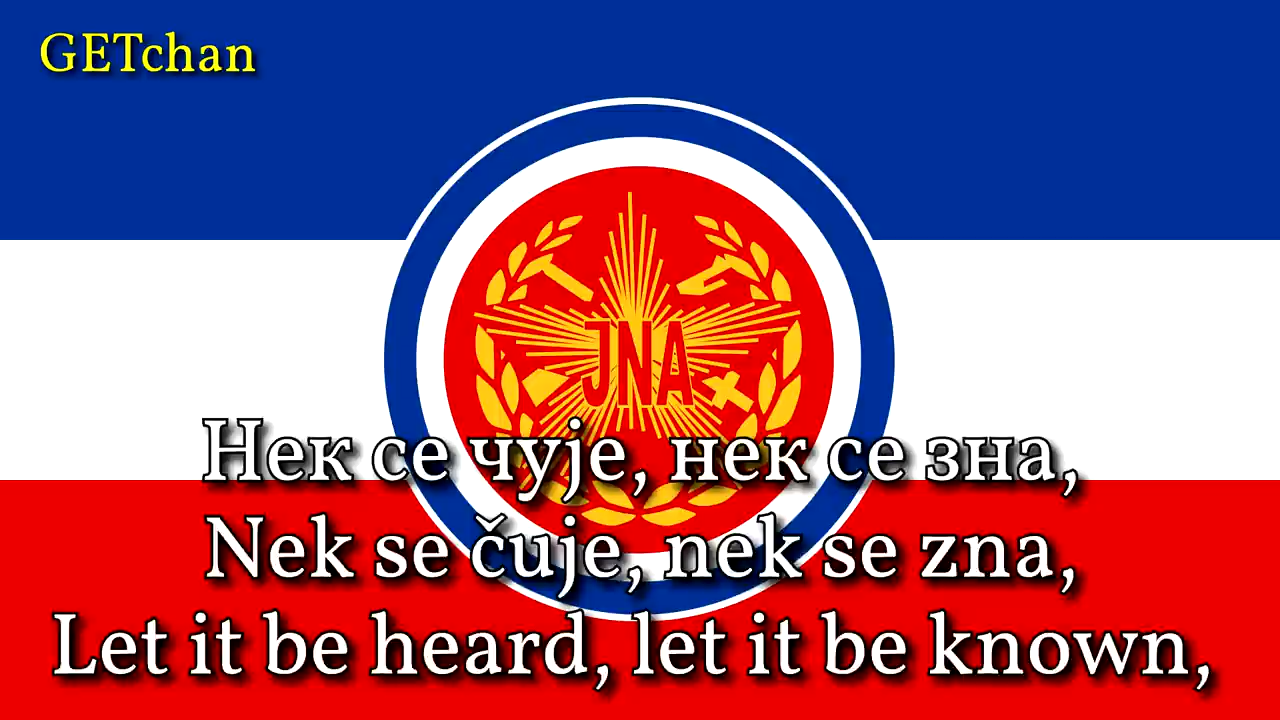 GETchan
JNA
Нек се чује, нек се зна,
Nek se čuje, nek se zna,
Let it be heard, let it be known,